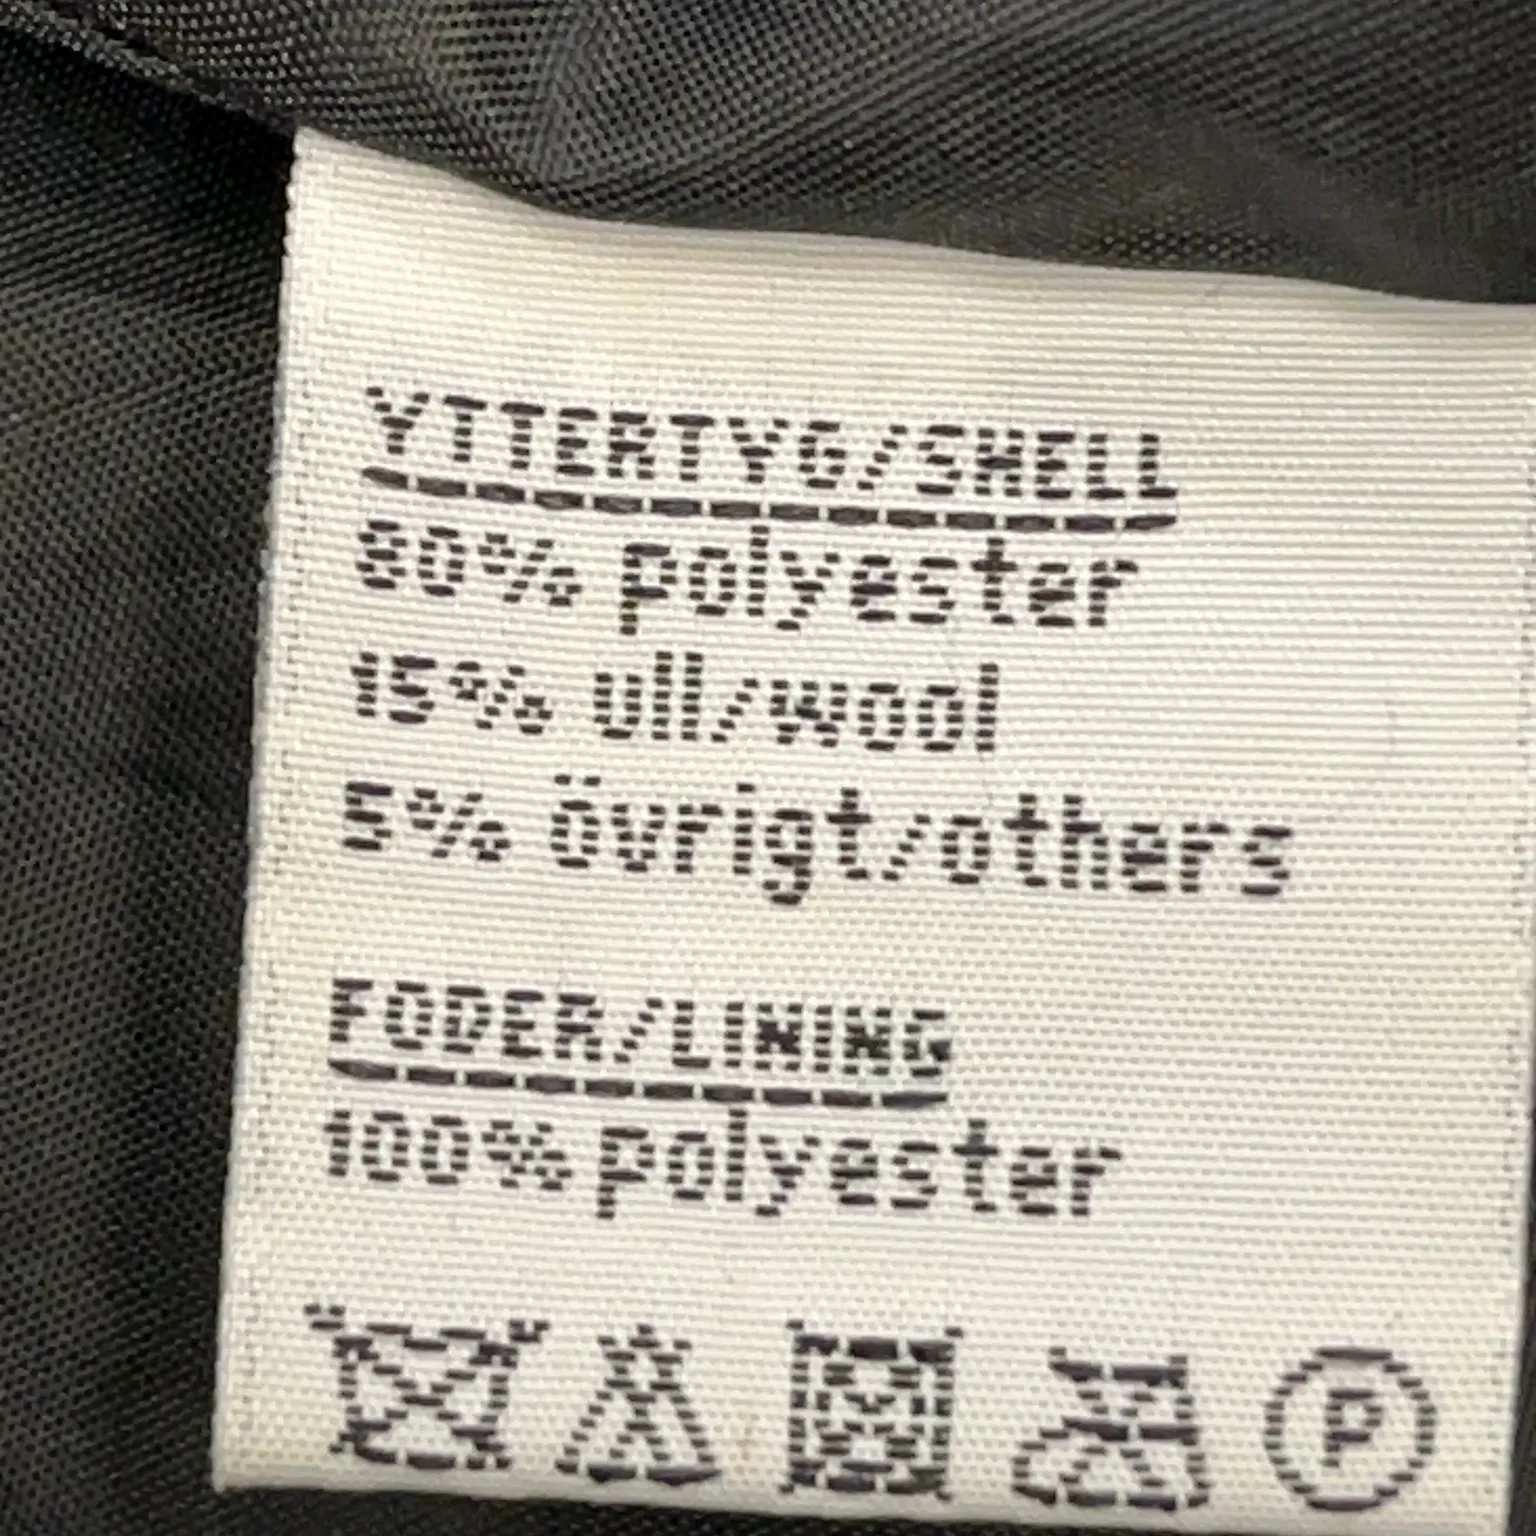 YTTERTYG/SHELL
80% polyester
15% ull/wool
5% övrigt/others
FODER/LINING
100% polyester
P